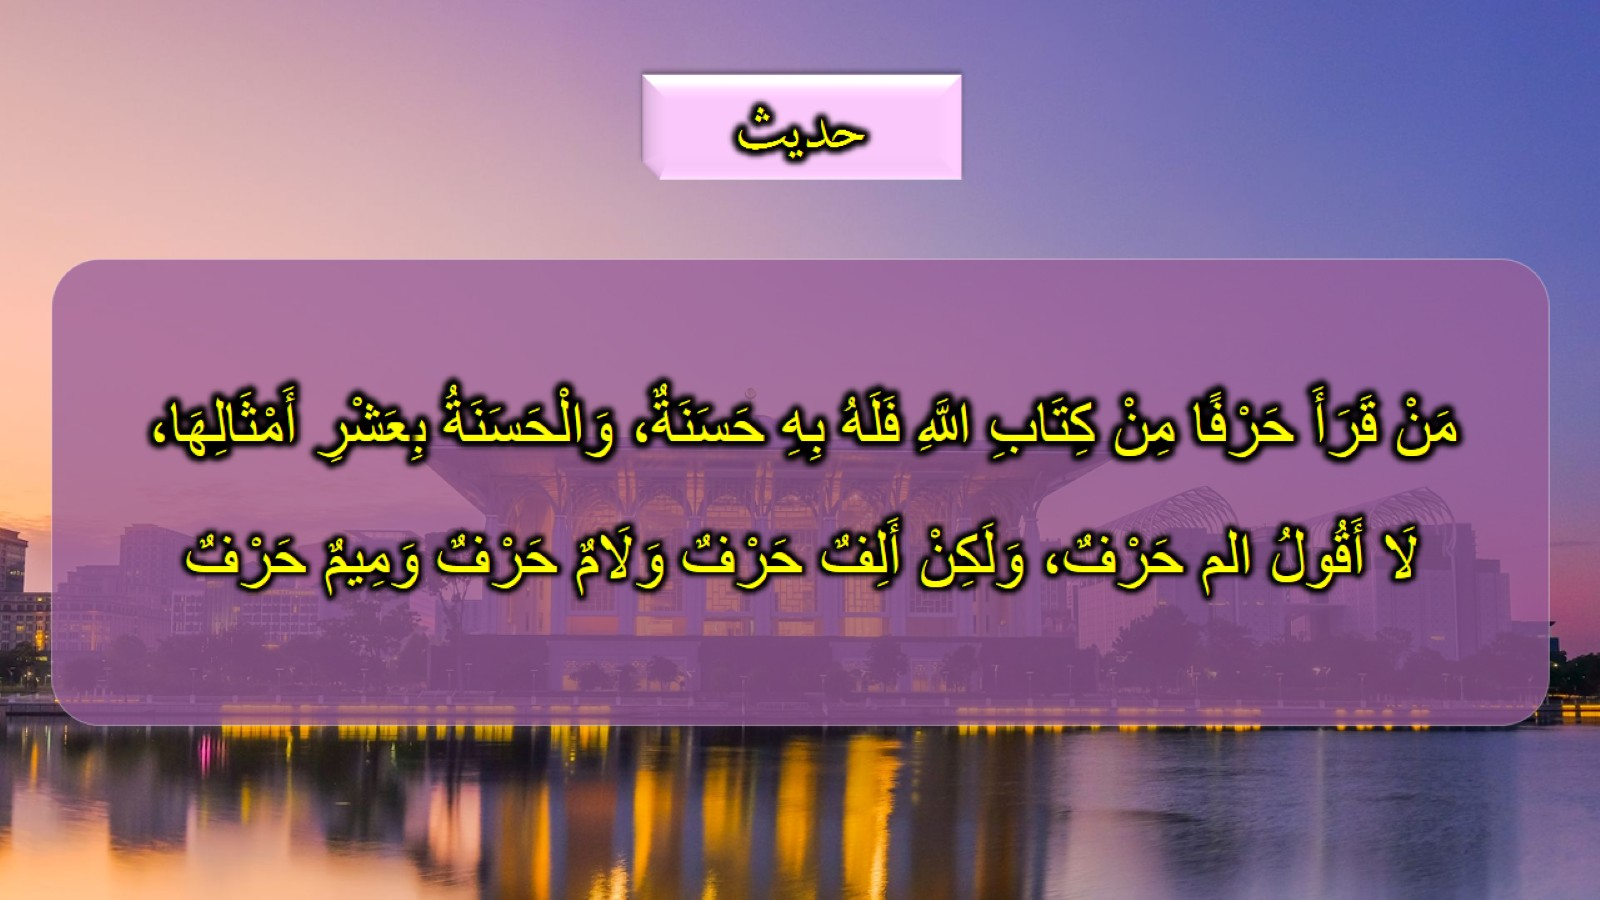 حديث
مَنْ قَرَأَ حَرْفًا مِنْ كِتَابِ اللَّهِ فَلَهُ بِهِ حَسَنَةٌ، وَالْحَسَنَةُ بِعَشْرِ أَمْثَالِهَا،
لَا أَقُولُ الم حَرْفٌ، وَلَكِنْ أَلِفٌ حَرْفٌ وَلَامٌ حَرْفٌ وَمِيمٌ حَرْفٌ